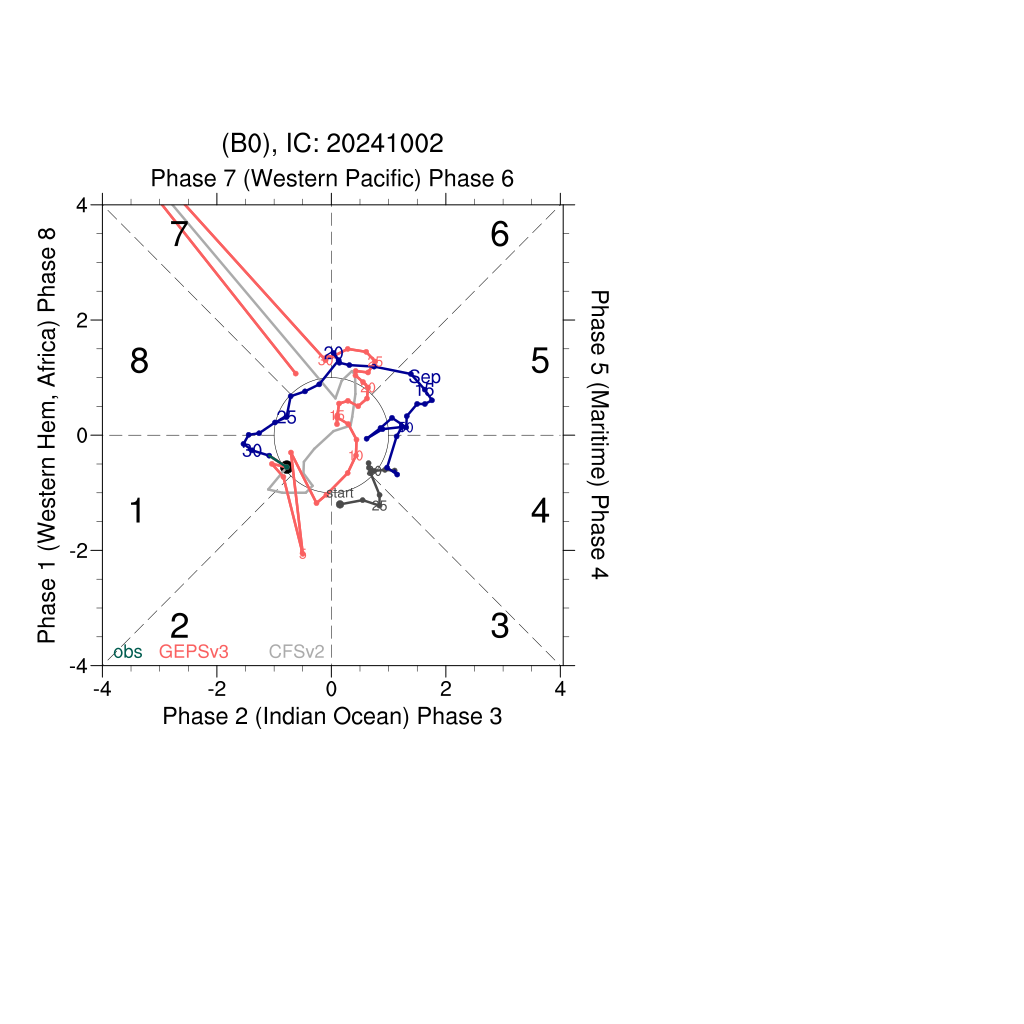 (B0), IC: 20241002
Phase 7 (Western Pacific) Phase 6
4
2
0
-2
-4
Phase 1 (Western Hem, Africa) Phase 8
7
6
8
5
1
4
2
3
20
30
25
Sep
15
20
25
15
30
10
start
25
5
obs GEPSv3 CFSv2
Phase 5 (Maritime) Phase 4
-4 -2 0 2 4
Phase 2 (Indian Ocean) Phase 3